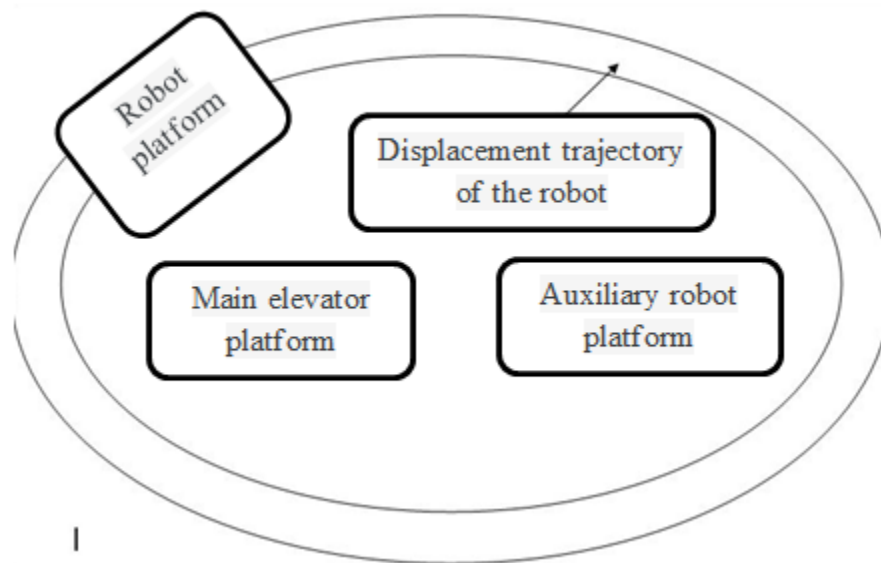 Robot
platform
Displacement trajectory
of the robot
Main elevator
platform
Auxiliary robot
platform